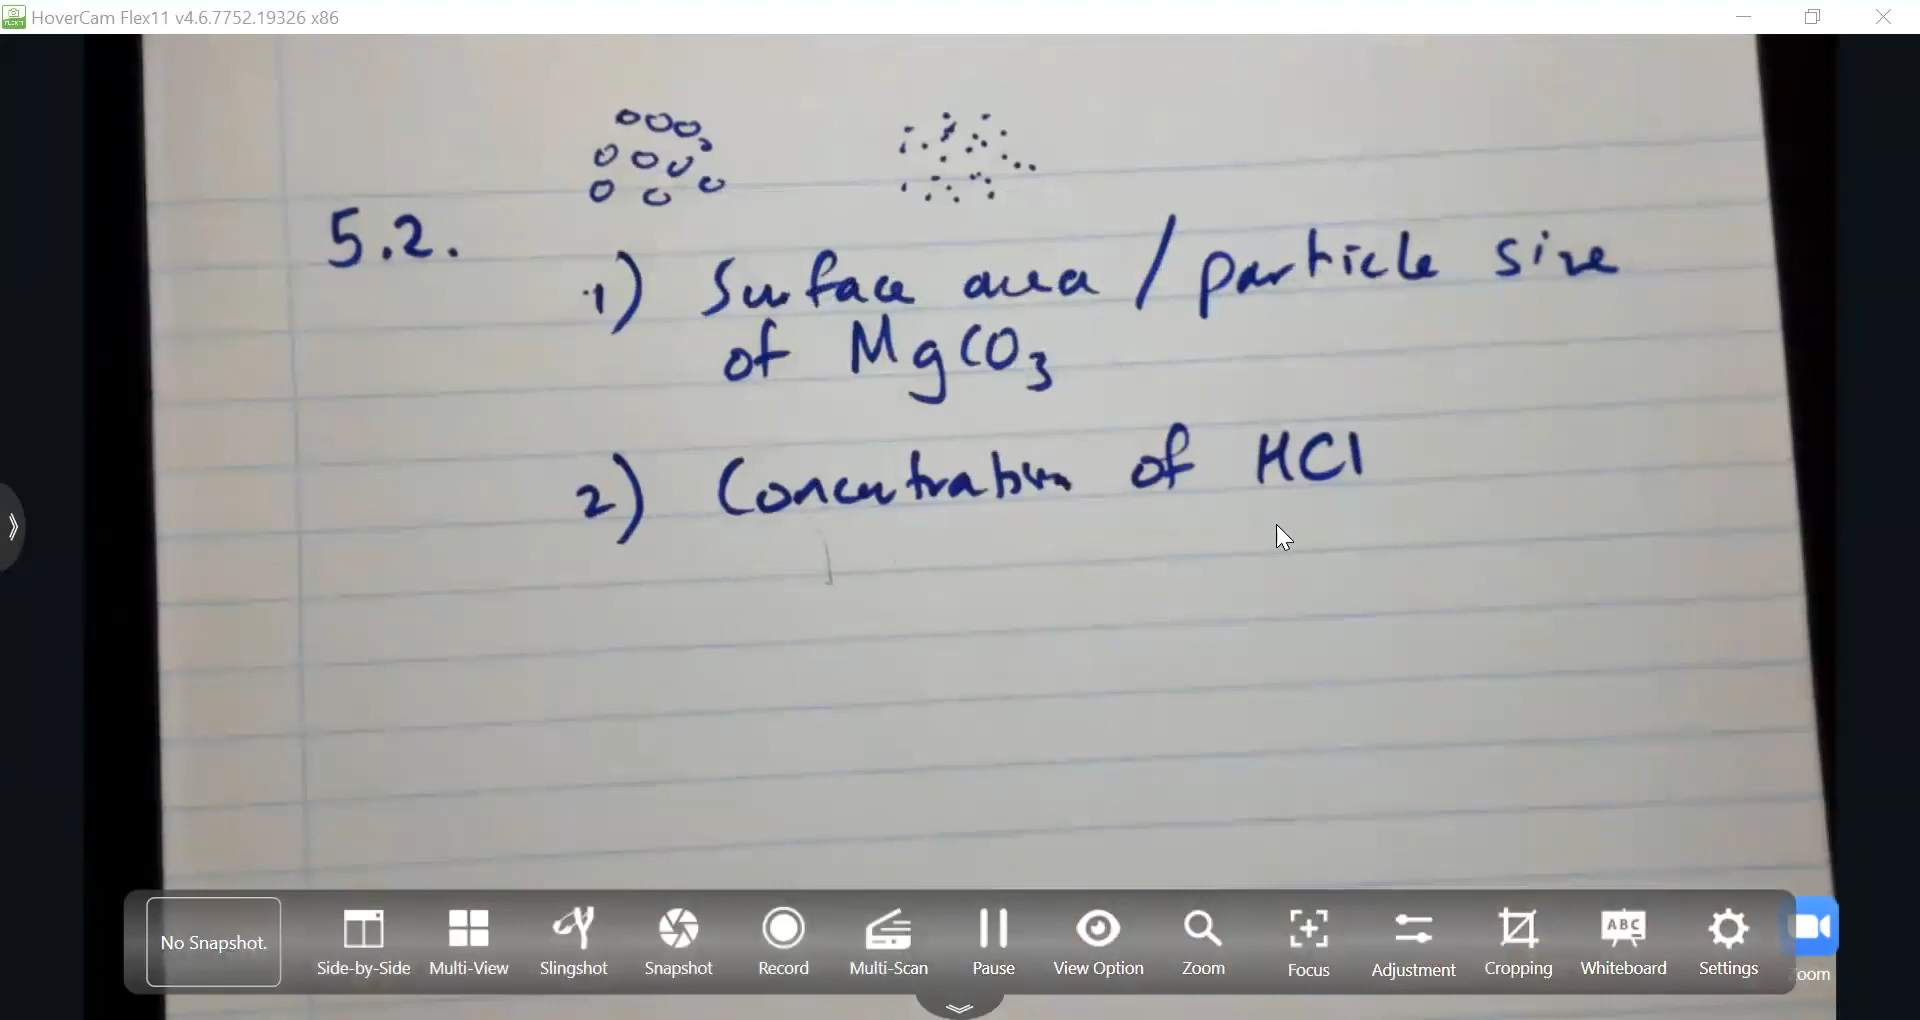 HoverCam Flex11 v4.6.7752.19326 x86
5.2.
1) Surface area / particle size
of MgCO₃
2) Concentration of HCl
No Snapshot.
Side-by-Side
Multi-View
Slingshot
Snapshot
Record
Multi-Scan
Pause
View Option
Zoom
Focus
Adjustment
Cropping
ABC
Whiteboard
Settings
oom